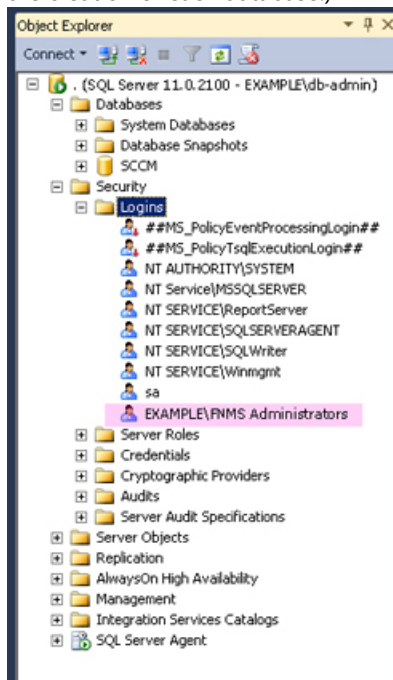 Object Explorer
Connect
. (SQL Server 11.0.2100 - EXAMPLE\db-admin)
Databases
System Databases
Database Snapshots
SCCM
Security
Logins
##MS_PolicyEventProcessingLogin##
##MS_PolicyTsqlExecutionLogin##
NT AUTHORITY\SYSTEM
NT Service\MSSQLSERVER
NT SERVICE\ReportServer
NT SERVICE\SQLSERVERAGENT
NT SERVICE\SQLWriter
NT SERVICE\Winmgmt
sa
EXAMPLE\FNMS Administrators
Server Roles
Credentials
Cryptographic Providers
Audits
Server Audit Specifications
Server Objects
Replication
AlwaysOn High Availability
Management
Integration Services Catalogs
SQL Server Agent